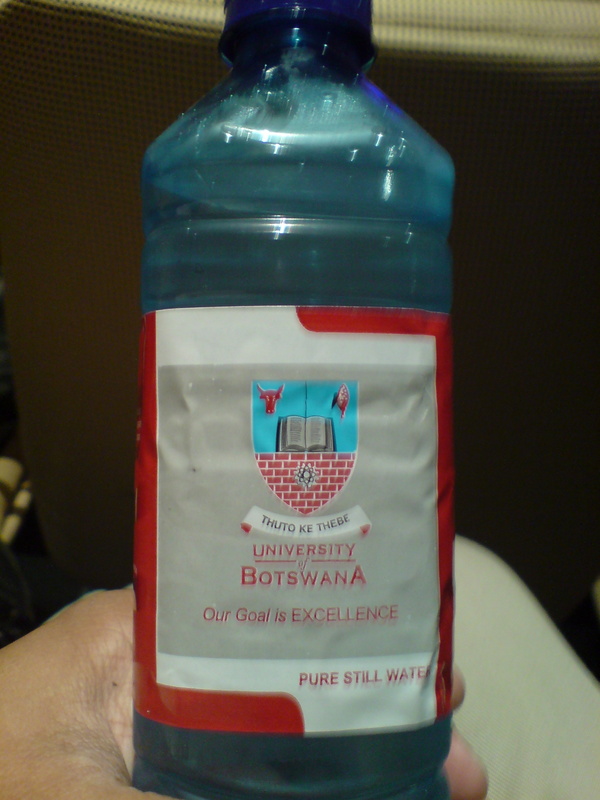 THUTO KE THEBE
UNIVERSITY
of
BOTSWANA
Our Goal is EXCELLENCE
PURE STILL WATER